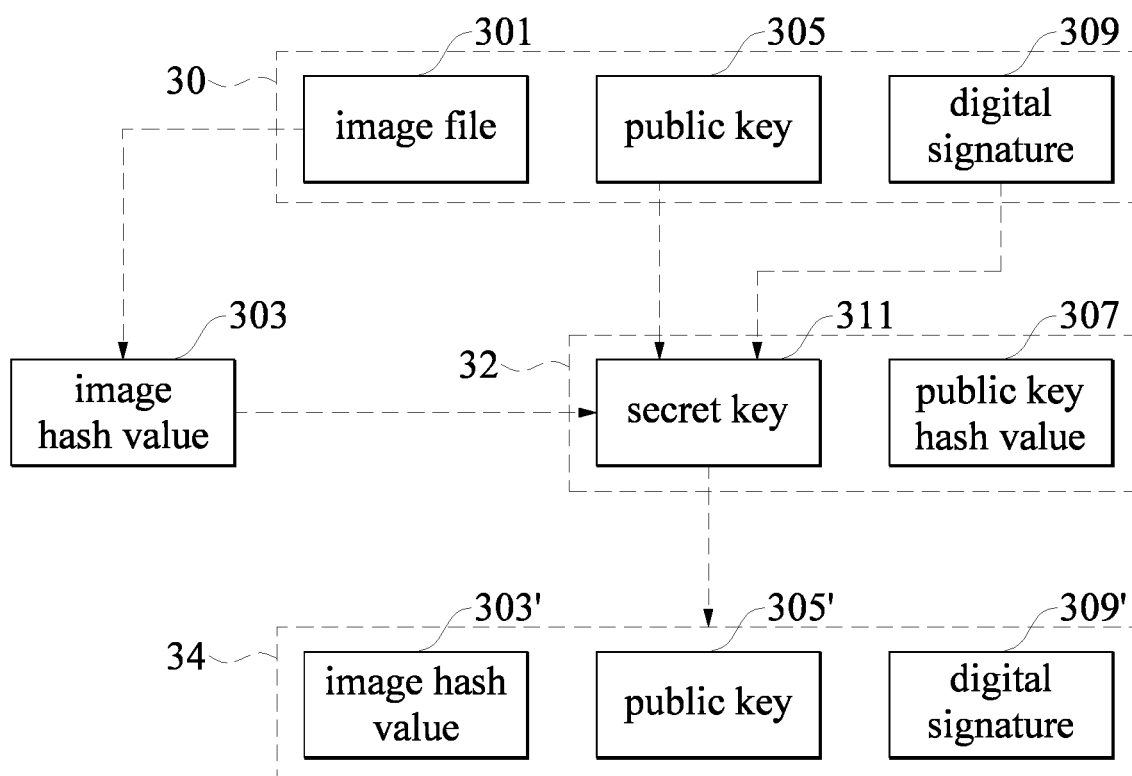 301
305
309
30
image file
public key
digital
signature
303
311
307
32
image
hash value
secret key
public key
hash value
303'
305'
309'
34
image hash
value
public key
digital
signature